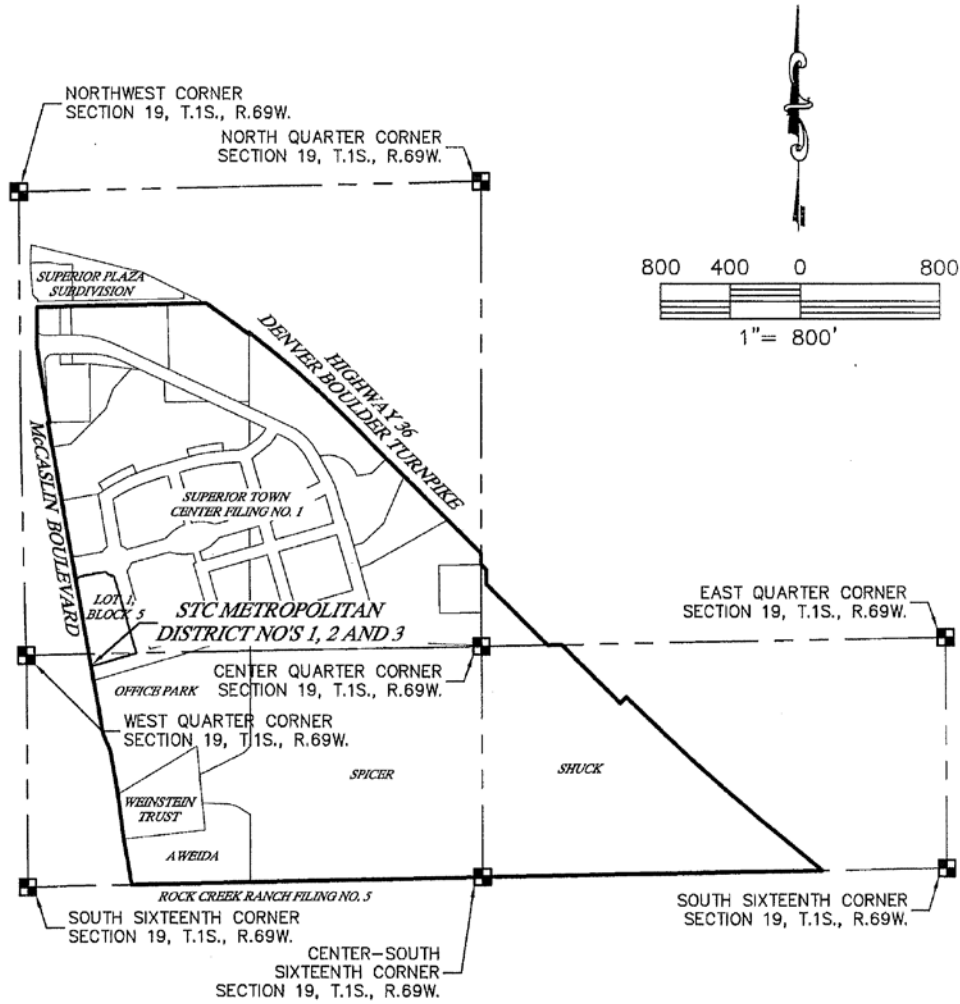 NORTHWEST CORNER
SECTION 19, T.1S., R.69W.
NORTH QUARTER CORNER
SECTION 19, T.1S., R.69W.
800 400 0 800
1"= 800'
SUPERIOR PLAZA
SUBDIVISION
HIGHWAY 36
DENVER BOULDER TURNPIKE
McCASLIN BOULEVARD
SUPERIOR TOWN
CENTER FILING NO. 1
LOT 1,
BLOCK 5
STC METROPOLITAN
DISTRICT NO'S 1, 2 AND 3
EAST QUARTER CORNER
SECTION 19, T.1S., R.69W.
CENTER QUARTER CORNER
SECTION 19, T.1S., R.69W.
OFFICE PARK
WEST QUARTER CORNER
SECTION 19, T.1S., R.69W.
SPICER
SHUCK
WEINSTEIN
TRUST
AWEIDA
ROCK CREEK RANCH FILING NO. 5
SOUTH SIXTEENTH CORNER
SECTION 19, T.1S., R.69W.
SOUTH SIXTEENTH CORNER
SECTION 19, T.1S., R.69W.
CENTER-SOUTH
SIXTEENTH CORNER
SECTION 19, T.1S., R.69W.